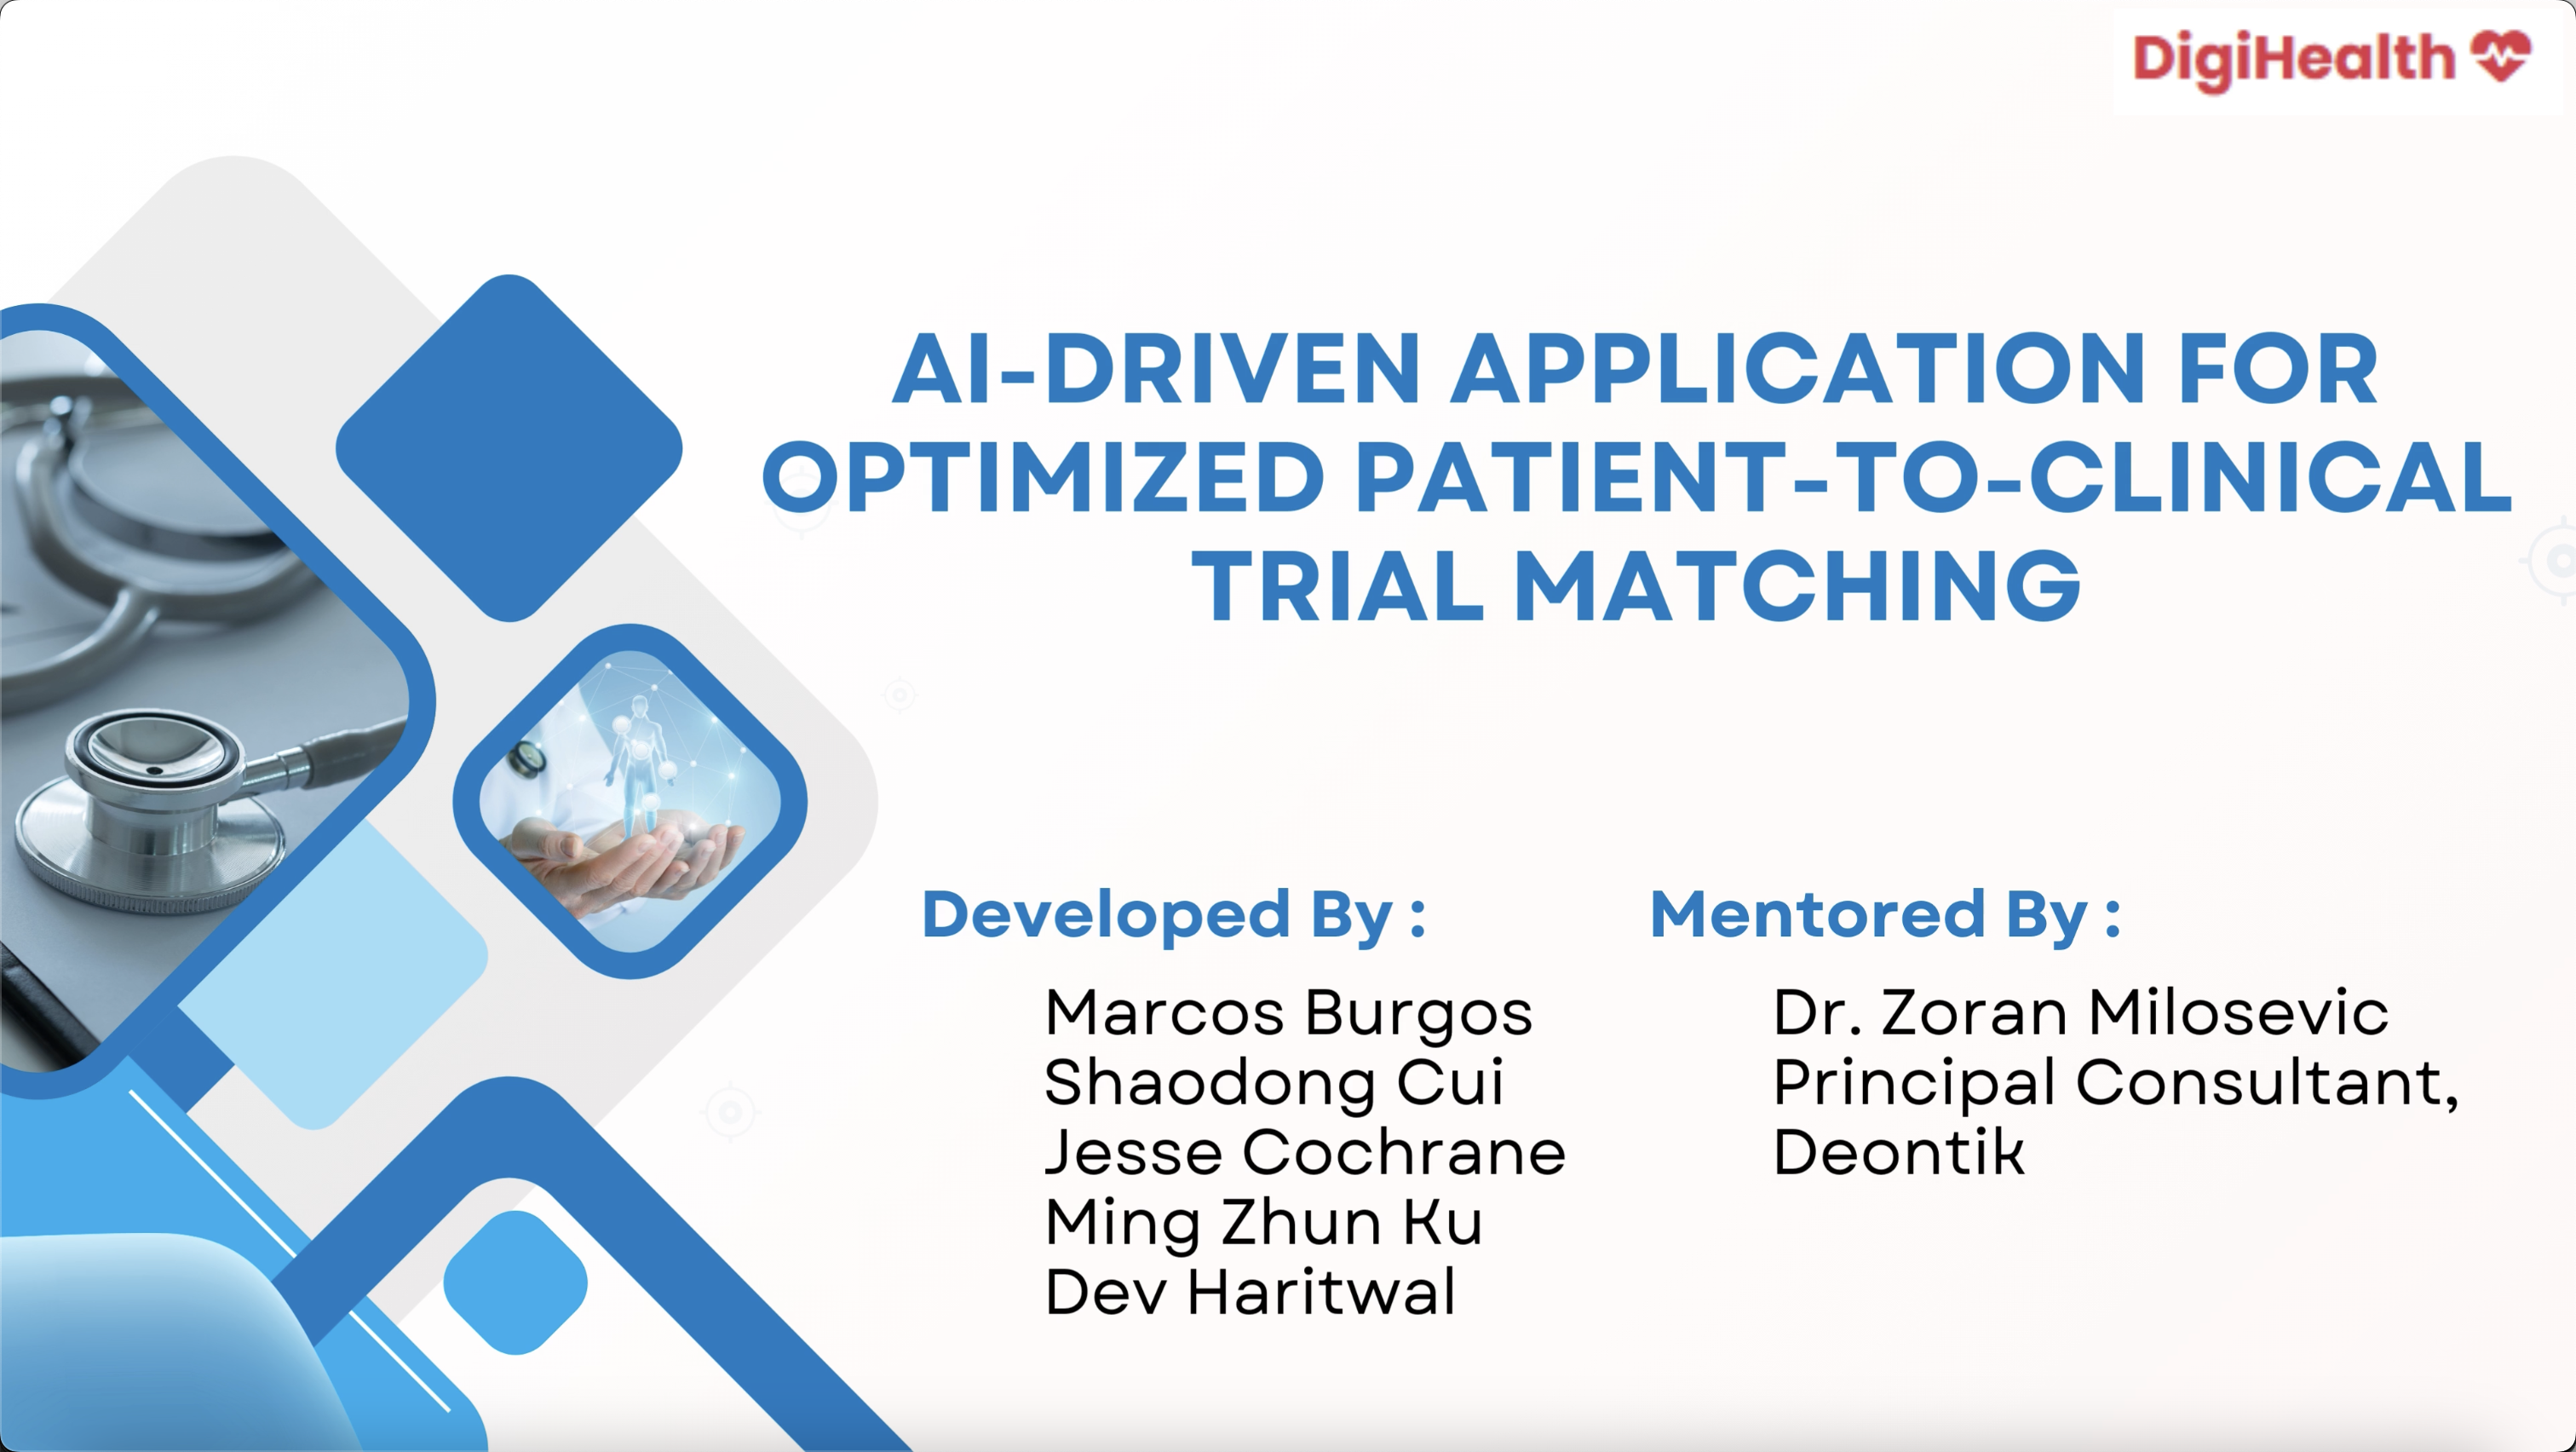 DigiHealth
AI-DRIVEN APPLICATION FOR
OPTIMIZED PATIENT-TO-CLINICAL
TRIAL MATCHING
Developed By :
Marcos Burgos
Shaodong Cui
Jesse Cochrane
Ming Zhun Ku
Dev Haritwal
Mentored By :
Dr. Zoran Milosevic
Principal Consultant,
Deontik